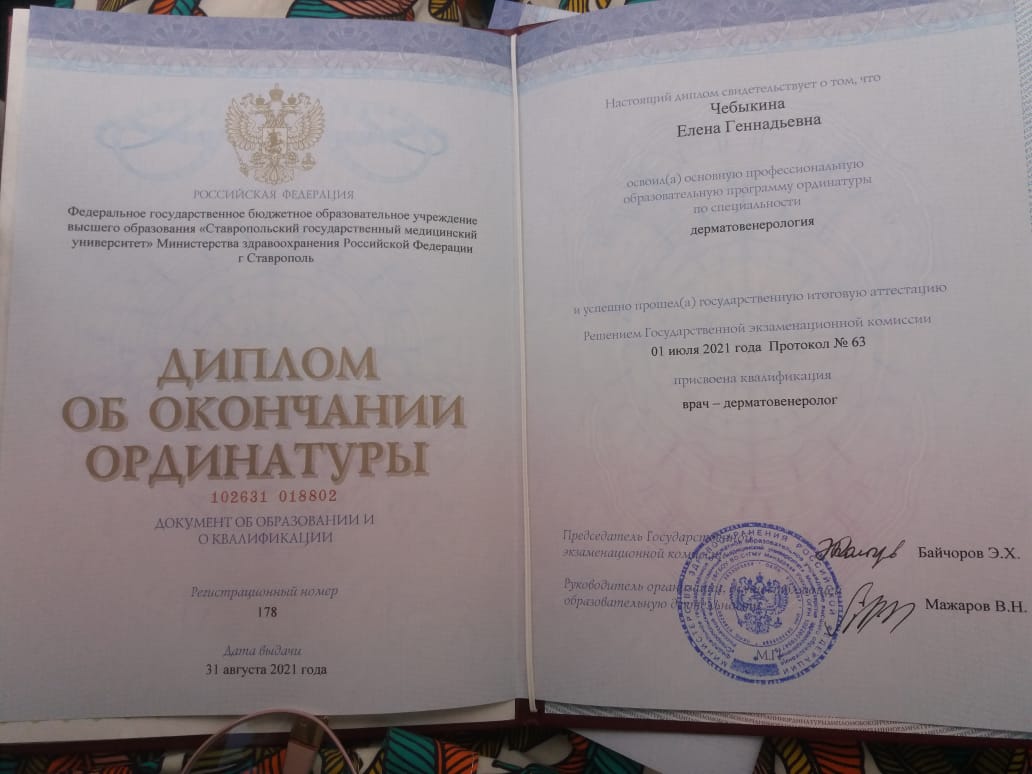 РОССИЙСКАЯ ФЕДЕРАЦИЯ
Федеральное государственное бюджетное образовательное учреждение
высшего образования «Ставропольский государственный медицинский
университет» Министерства здравоохранения Российской Федерации
г Ставрополь
ДИПЛОМ
ОБ ОКОНЧАНИИ
ОРДИНАТУРЫ
102631 018802
ДОКУМЕНТ ОБ ОБРАЗОВАНИИ И
О КВАЛИФИКАЦИИ
Регистрационный номер
178
Дата выдачи
31 августа 2021 года
Настоящий диплом свидетельствует о том, что
Чебыкина
Елена Геннадьевна
освоил(а) основную профессиональную
образовательную программу ординатуры
по специальности
дерматовенерология
и успешно прошел(а) государственную итоговую аттестацию
Решением Государственной экзаменационной комиссии
01 июля 2021 года Протокол № 63
присвоена квалификация
врач – дерматовенеролог
Председатель Государственной
экзаменационной комиссии
Байчоров Э.Х.
Руководитель организации,
образовательную
Мажаров В.Н.
М.П.